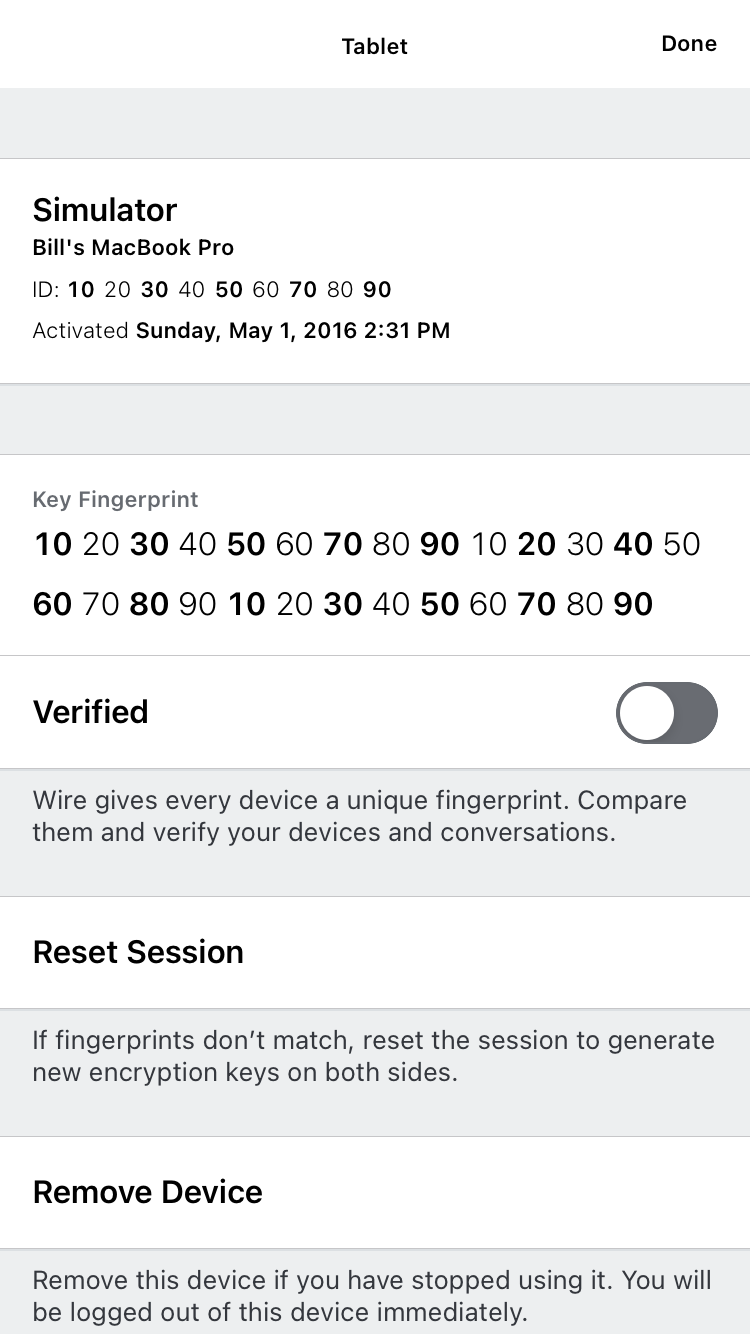 Tablet
Done
Simulator
Bill's MacBook Pro
ID: 10 20 30 40 50 60 70 80 90
Activated Sunday, May 1, 2016 2:31 PM
Key Fingerprint
10 20 30 40 50 60 70 80 90 10 20 30 40 50
60 70 80 90 10 20 30 40 50 60 70 80 90
Verified
Wire gives every device a unique fingerprint. Compare
them and verify your devices and conversations.
Reset Session
If fingerprints don’t match, reset the session to generate
new encryption keys on both sides.
Remove Device
Remove this device if you have stopped using it. You will
be logged out of this device immediately.